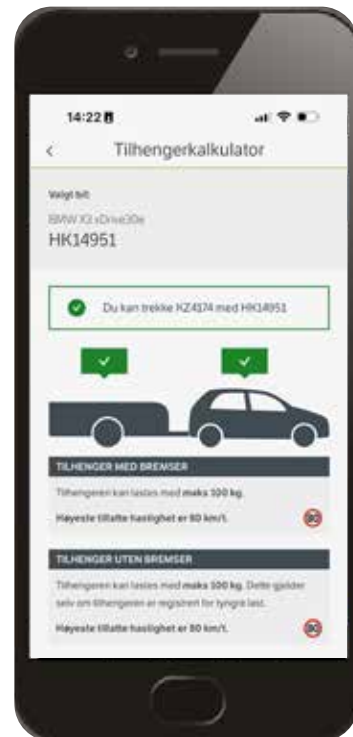 14:22
Tilhengerkalkulator
Valgt bil:
BMW X3 xDrive30e
HK14951
Du kan trekke KZ4174 med HK14951
TILHENGER MED BREMSER
Tilhengeren kan lastes med maks 100 kg.
Høyeste tillatte hastighet er 80 km/t.
80
TILHENGER UTEN BREMSER
Tilhengeren kan lastes med maks 100 kg. Dette gjelder
selv om tilhengeren er registrert for tyngre last.
Høyeste tillatte hastighet er 80 km/t.
80